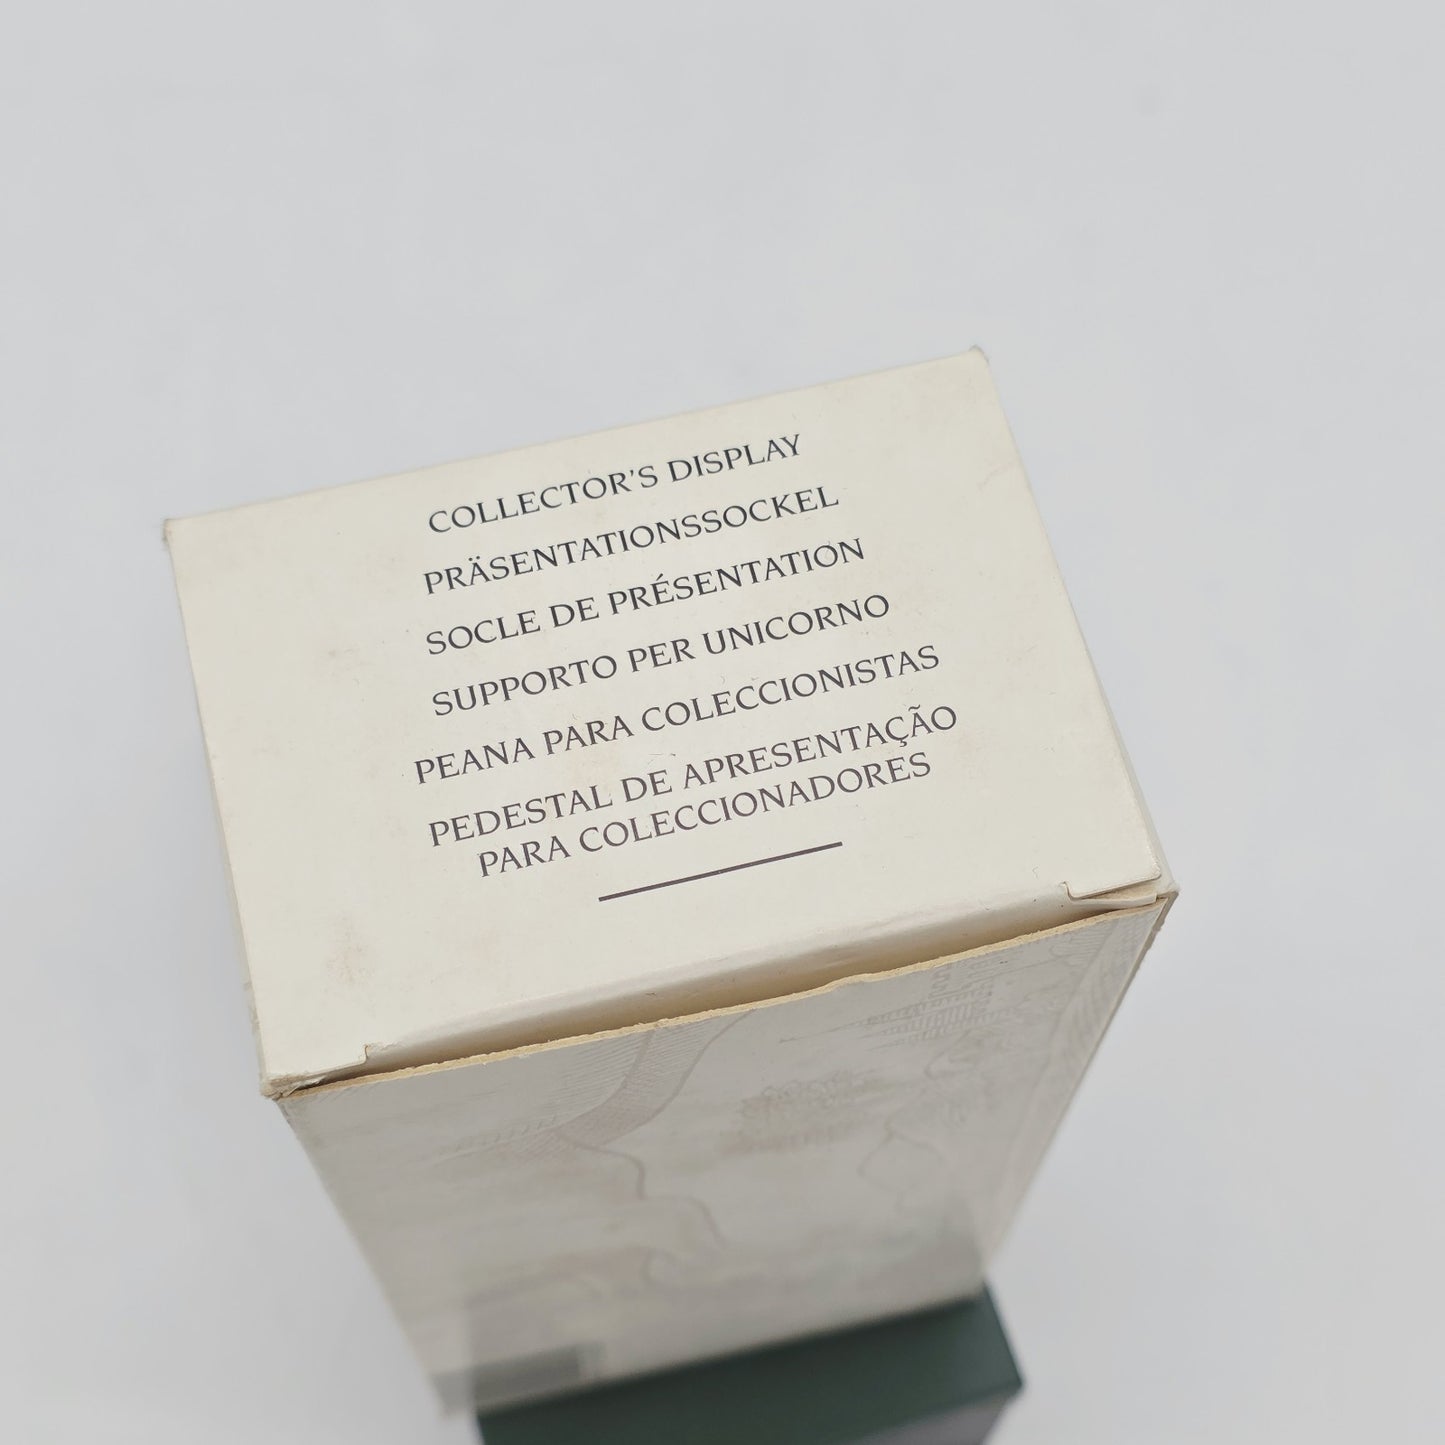 COLLECTOR'S DISPLAY
PRÄSENTATIONSSOCKEL
SOCLE DE PRÉSENTATION
SUPPORTO PER UNICORNO
PEANA PARA COLECCIONISTAS
PEDESTAL DE APRESENTAÇÃO
PARA COLECCIONADORES